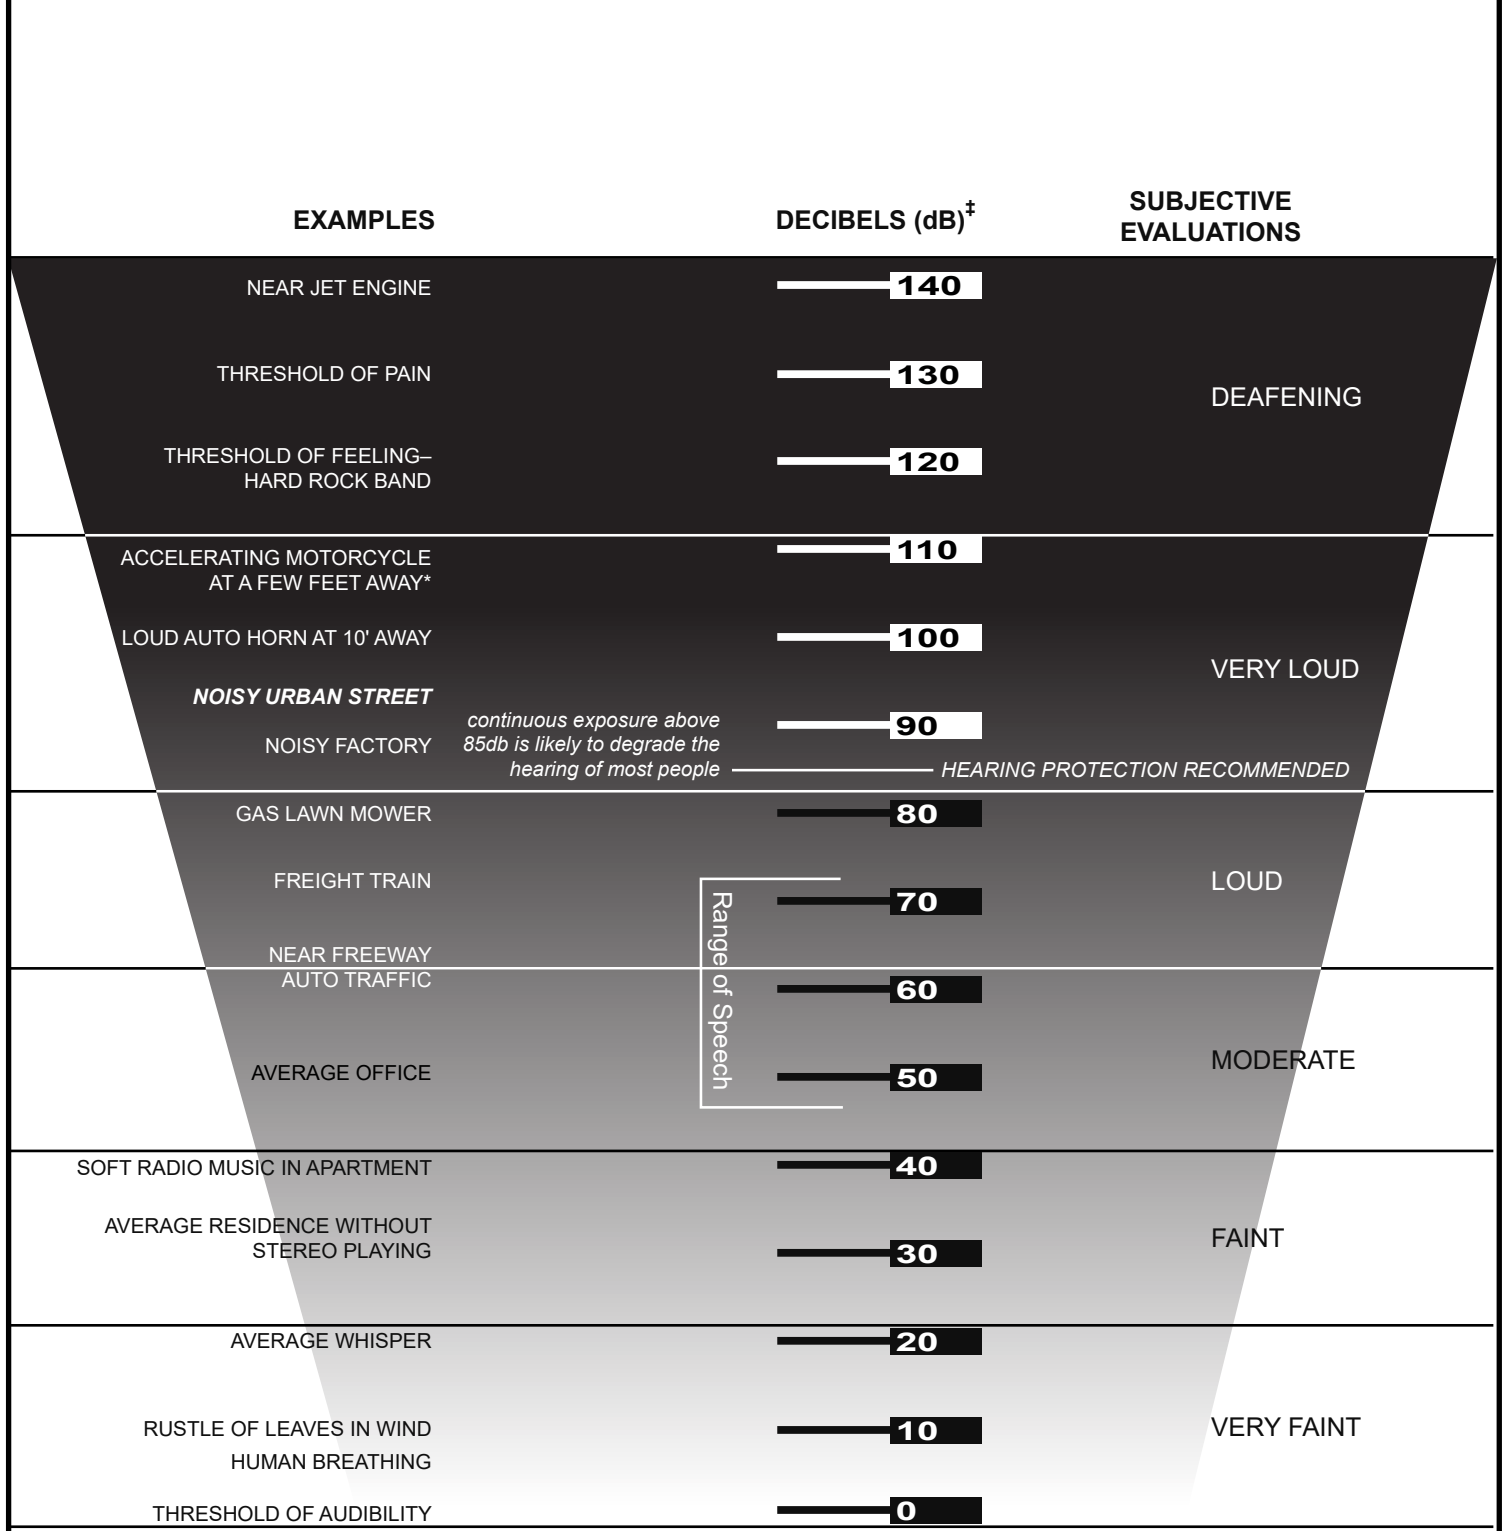 EXAMPLES
DECIBELS (dB)‡
SUBJECTIVE
EVALUATIONS
NEAR JET ENGINE
140
THRESHOLD OF PAIN
130
DEAFENING
THRESHOLD OF FEELING–
HARD ROCK BAND
120
ACCELERATING MOTORCYCLE
AT A FEW FEET AWAY*
110
LOUD AUTO HORN AT 10' AWAY
100
VERY LOUD
NOISY URBAN STREET
NOISY FACTORY
continuous exposure above
85db is likely to degrade the
hearing of most people
90
HEARING PROTECTION RECOMMENDED
GAS LAWN MOWER
80
FREIGHT TRAIN
70
LOUD
Range of Speech
NEAR FREEWAY
AUTO TRAFFIC
60
AVERAGE OFFICE
50
MODERATE
SOFT RADIO MUSIC IN APARTMENT
40
AVERAGE RESIDENCE WITHOUT
STEREO PLAYING
30
FAINT
AVERAGE WHISPER
20
RUSTLE OF LEAVES IN WIND
HUMAN BREATHING
10
VERY FAINT
THRESHOLD OF AUDIBILITY
0